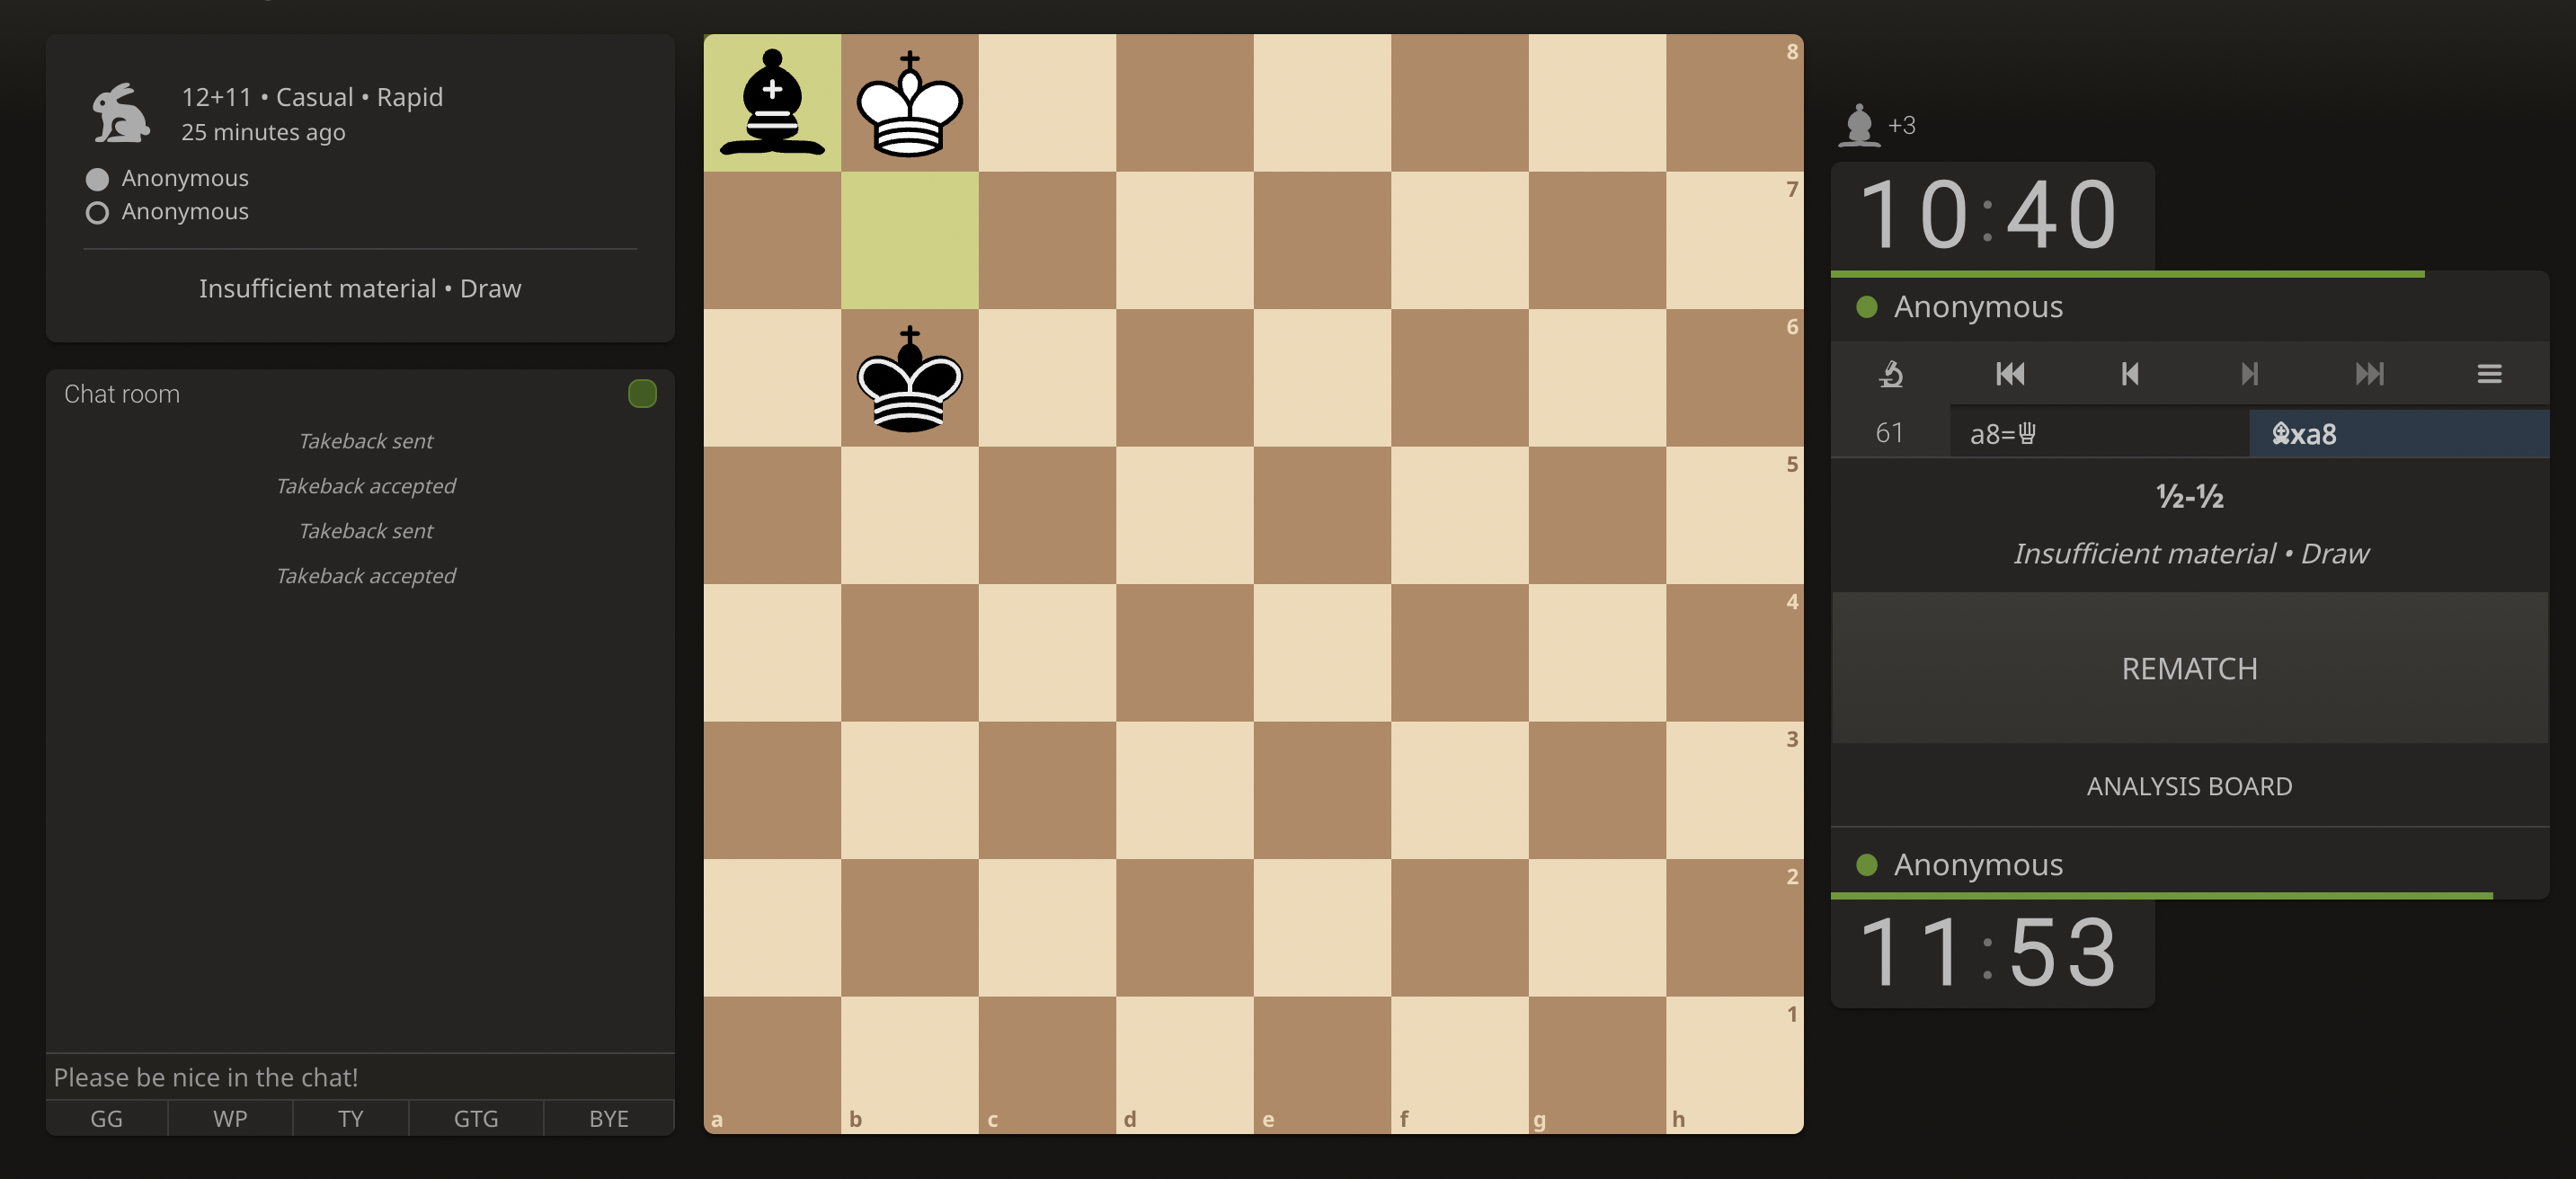 12+11 • Casual • Rapid
25 minutes ago
Anonymous
Anonymous
Insufficient material • Draw
Chat room
Takeback sent
Takeback accepted
Takeback sent
Takeback accepted
Please be nice in the chat!
GG WP TY GTG BYE
8
7
6
5
4
3
2
1
a b c d e f g h
+3
10:40
Anonymous
61 a8=♕ ♗xa8
½-½
Insufficient material • Draw
REMATCH
ANALYSIS BOARD
Anonymous
11:53